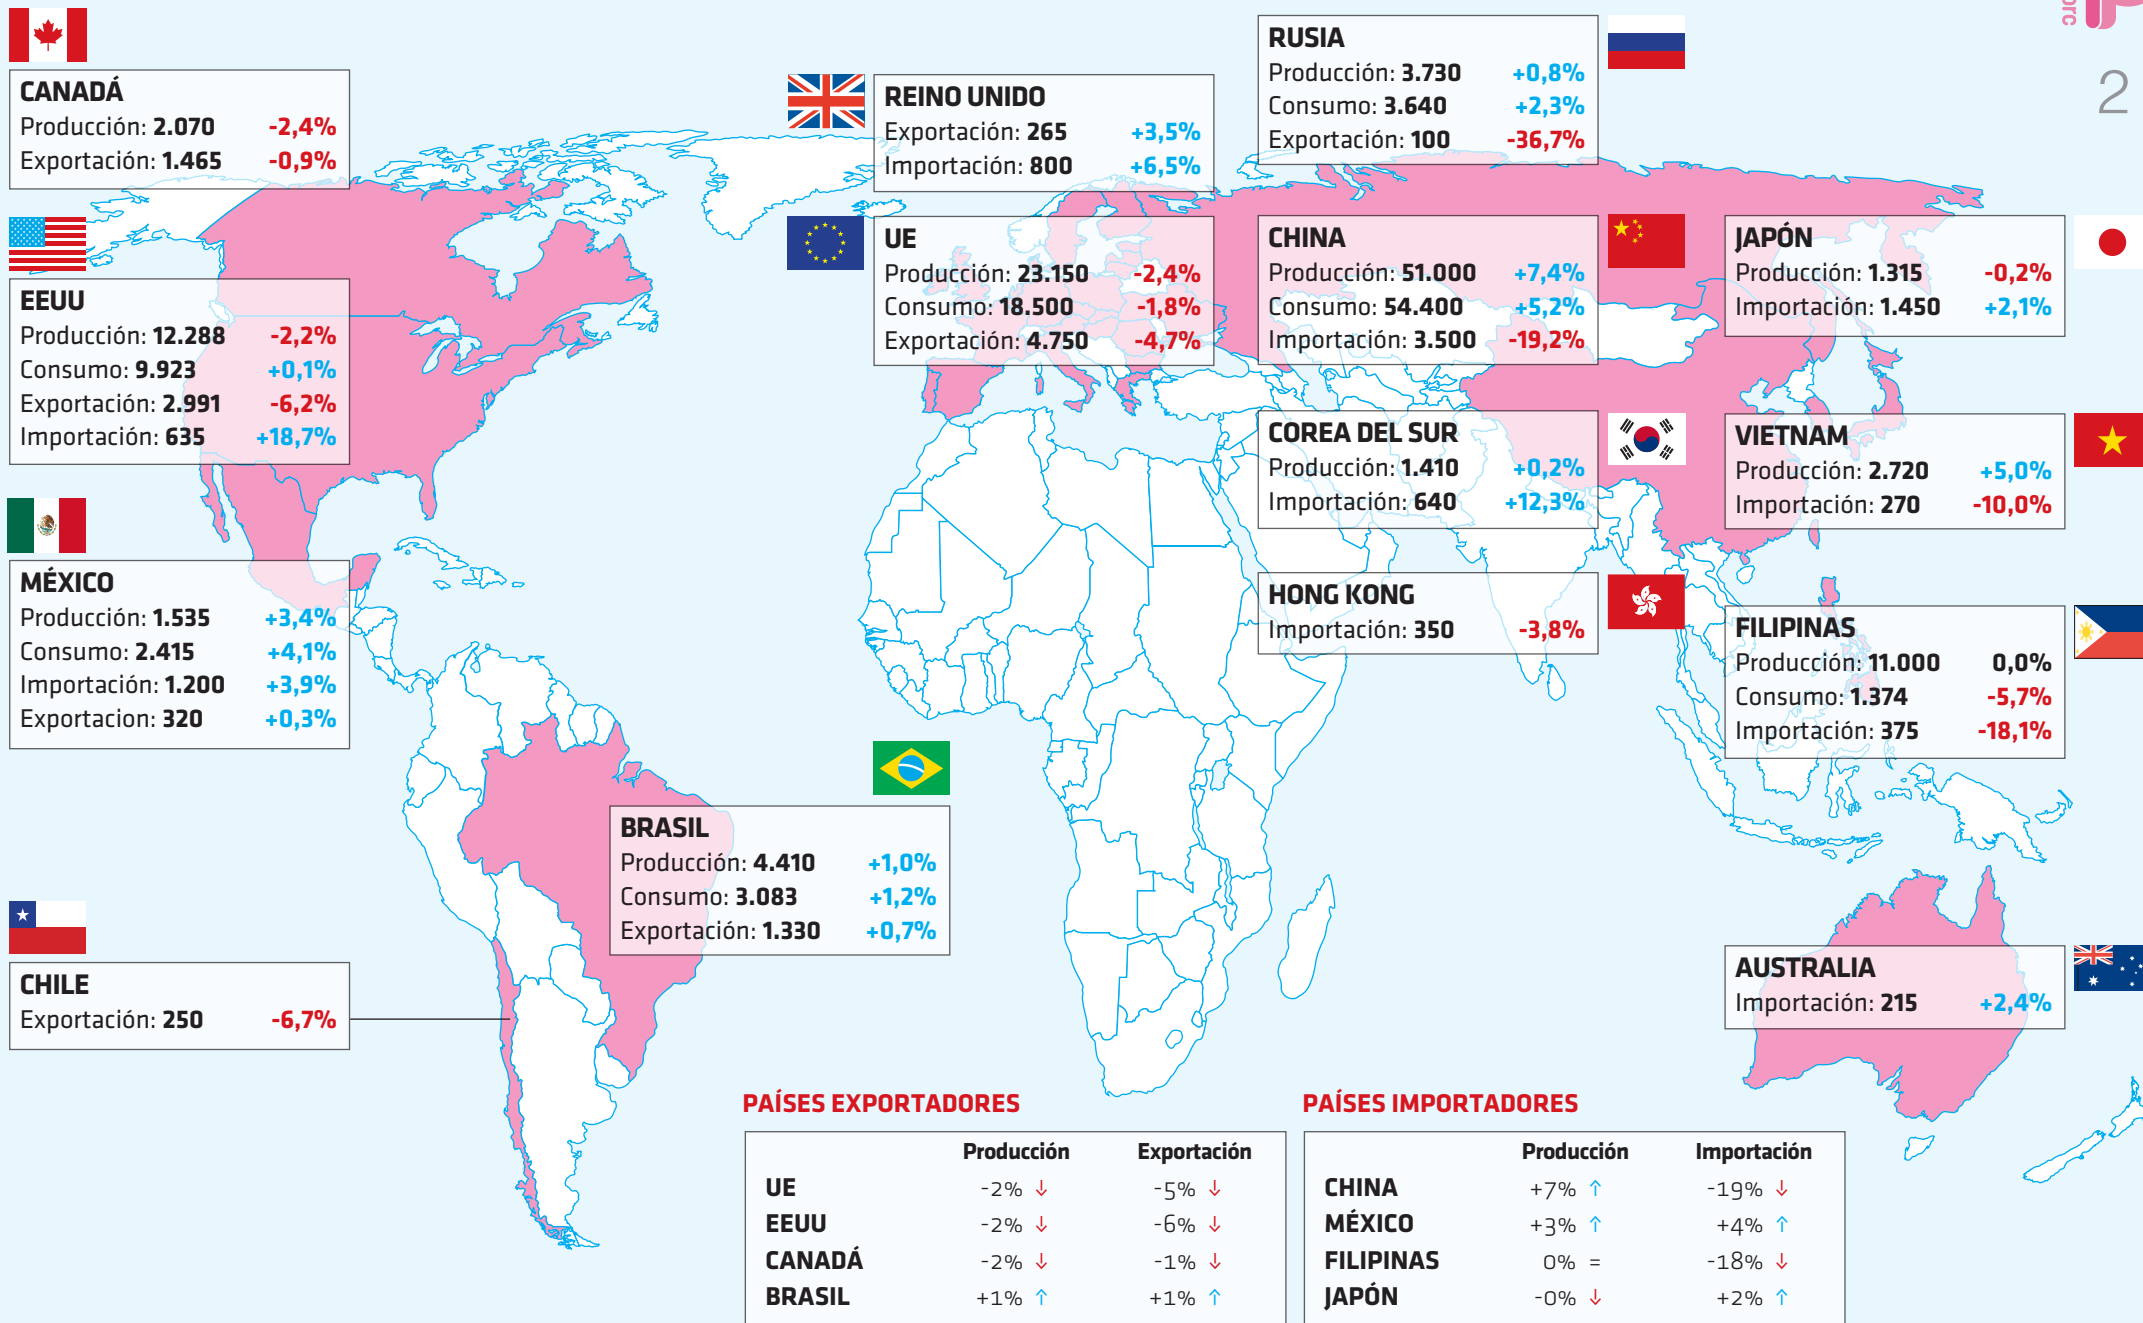 CANADÁ
Producción: 2.070 -2,4%
Exportación: 1.465 -0,9%
EEUU
Producción: 12.288 -2,2%
Consumo: 9.923 +0,1%
Exportación: 2.991 -6,2%
Importación: 635 +18,7%
MÉXICO
Producción: 1.535 +3,4%
Consumo: 2.415 +4,1%
Importación: 1.200 +3,9%
Exportacion: 320 +0,3%
CHILE
Exportación: 250 -6,7%
BRASIL
Producción: 4.410 +1,0%
Consumo: 3.083 +1,2%
Exportación: 1.330 +0,7%
REINO UNIDO
Exportación: 265 +3,5%
Importación: 800 +6,5%
UE
Producción: 23.150 -2,4%
Consumo: 18.500 -1,8%
Exportación: 4.750 -4,7%
RUSIA
Producción: 3.730 +0,8%
Consumo: 3.640 +2,3%
Exportación: 100 -36,7%
CHINA
Producción: 51.000 +7,4%
Consumo: 54.400 +5,2%
Importación: 3.500 -19,2%
COREA DEL SUR
Producción: 1.410 +0,2%
Importación: 640 +12,3%
HONG KONG
Importación: 350 -3,8%
2
JAPÓN
Producción: 1.315 -0,2%
Importación: 1.450 +2,1%
VIETNAM
Producción: 2.720 +5,0%
Importación: 270 -10,0%
FILIPINAS
Producción: 11.000 0,0%
Consumo: 1.374 -5,7%
Importación: 375 -18,1%
AUSTRALIA
Importación: 215 +2,4%
PAÍSES EXPORTADORES
Producción Exportación
UE -2% ↓ -5% ↓
EEUU -2% ↓ -6% ↓
CANADÁ -2% ↓ -1% ↓
BRASIL +1% ↑ +1% ↑
PAÍSES IMPORTADORES
Producción Importación
CHINA +7% ↑ -19% ↓
MÉXICO +3% ↑ +4% ↑
FILIPINAS 0% = -18% ↓
JAPÓN -0% ↓ +2% ↑